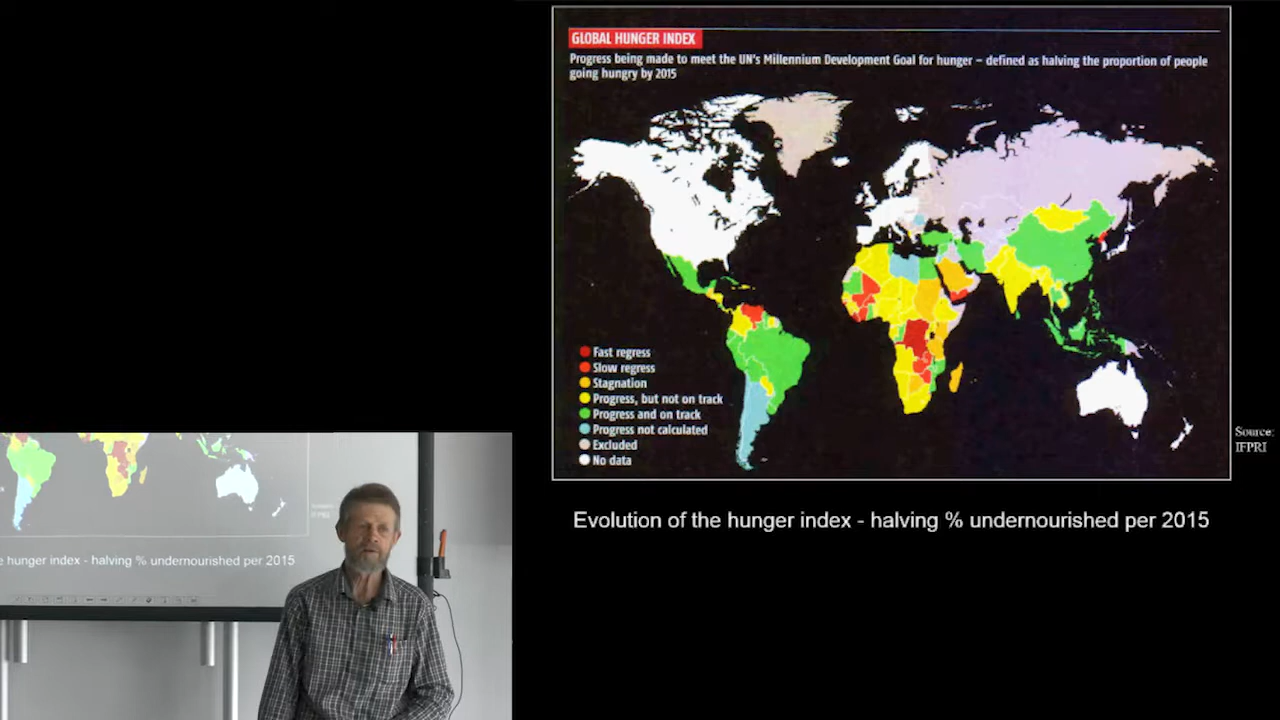 GLOBAL HUNGER INDEX
Progress being made to meet the UN's Millennium Development Goal for hunger – defined as halving the proportion of people
going hungry by 2015
Fast regress
Slow regress
Stagnation
Progress, but not on track
Progress and on track
Progress not calculated
Excluded
No data
Source:
IFPRI
Evolution of the hunger index - halving % undernourished per 2015
IFPRI
e hunger index - halving % undernourished per 2015